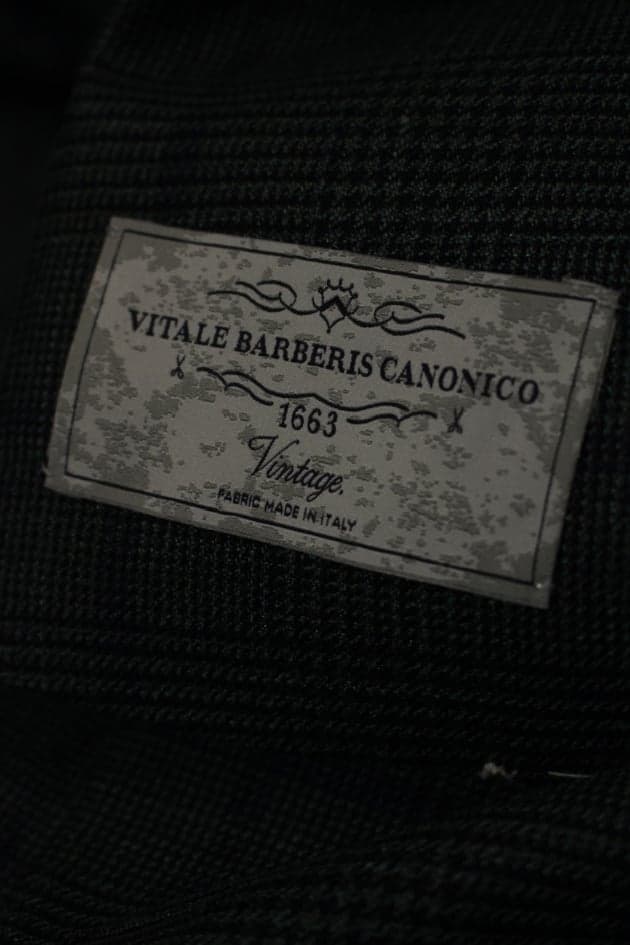 VITALE BARBERIS CANONICO
1663
Vintage.
FABRIC MADE IN ITALY